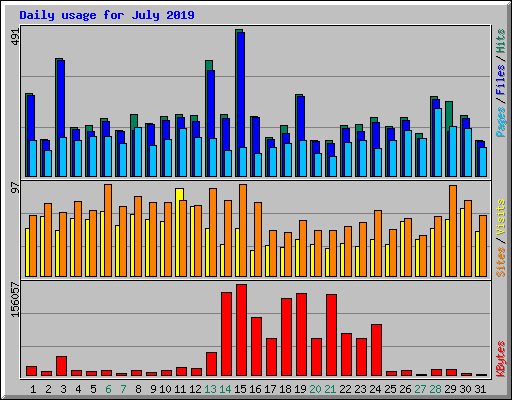 Daily usage for July 2019
491
Pages / Files / Hits
97
Sites / Visits
156057
KBytes
1 2 3 4 5 6 7 8 9 10 11 12 13 14 15 16 17 18 19 20 21 22 23 24 25 26 27 28 29 30 31